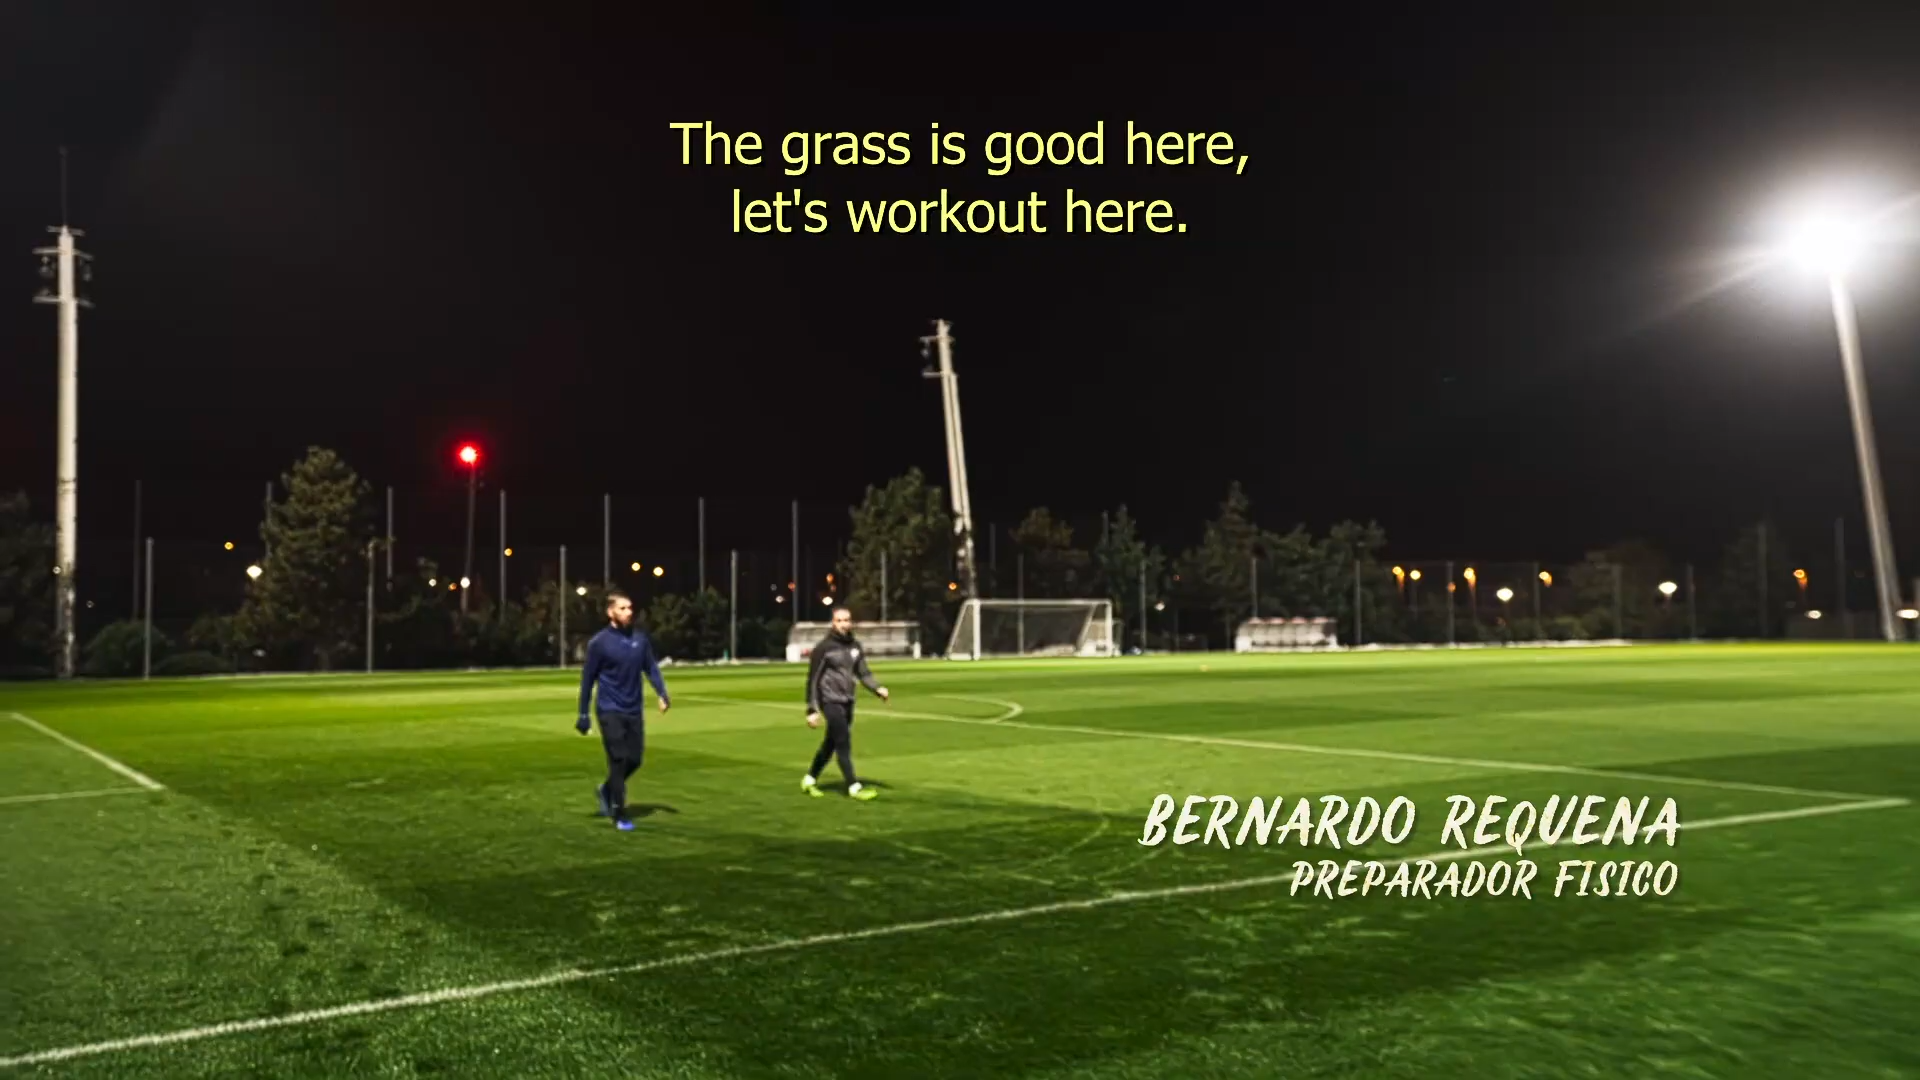 The grass is good here,
let's workout here.
BERNARDO REQUENA
PREPARADOR FISICO